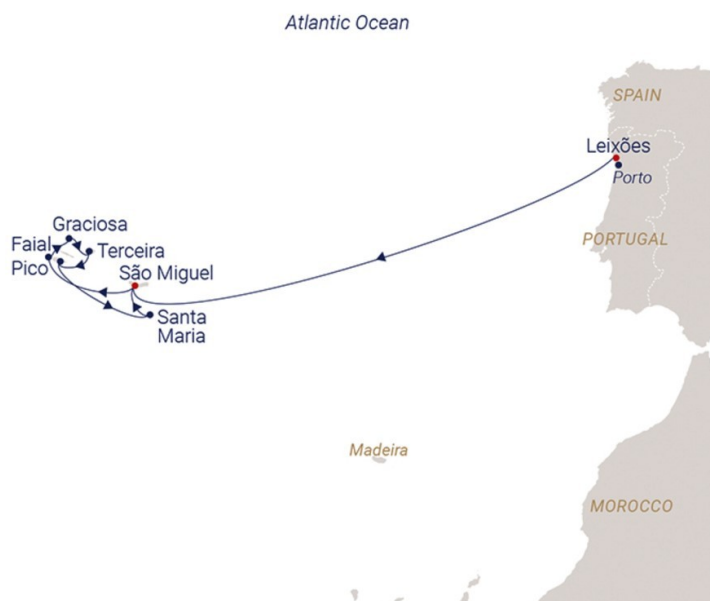 Atlantic Ocean
SPAIN
Leixões
Porto
Graciosa
Faial
Terceira
PORTUGAL
Pico
São Miguel
Santa
Maria
Madeira
MOROCCO